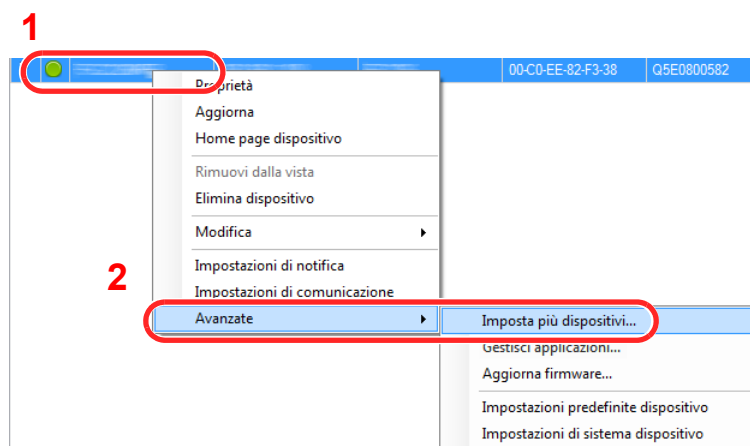 1
00-C0-EE-82-F3-38 Q5E0800582
Proprietà
Aggiorna
Home page dispositivo
Rimuovi dalla vista
Elimina dispositivo
Modifica
Impostazioni di notifica
2
Impostazioni di comunicazione
Avanzate
Imposta più dispositivi...
Gestisci applicazioni...
Aggiorna firmware...
Impostazioni predefinite dispositivo
Impostazioni di sistema dispositivo